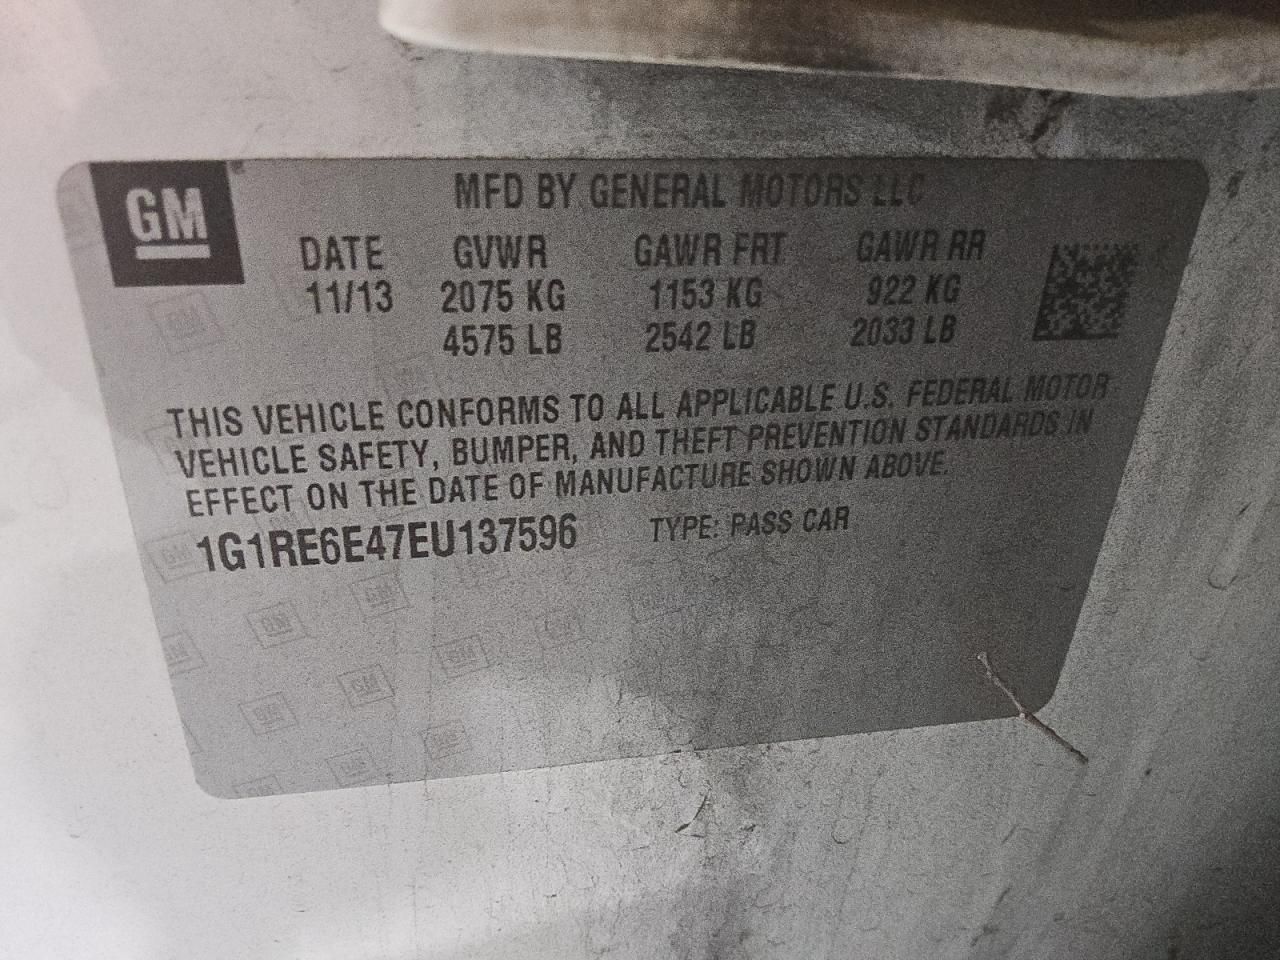 GM
MFD BY GENERAL MOTORS LLC
DATE GVWR GAWR FRT GAWR RR
11/13 2075 KG 1153 KG 922 KG
4575 LB 2542 LB 2033 LB
THIS VEHICLE CONFORMS TO ALL APPLICABLE U.S. FEDERAL MOTOR
VEHICLE SAFETY, BUMPER, AND THEFT PREVENTION STANDARDS IN
EFFECT ON THE DATE OF MANUFACTURE SHOWN ABOVE.
1G1RE6E47EU137596 TYPE: PASS CAR